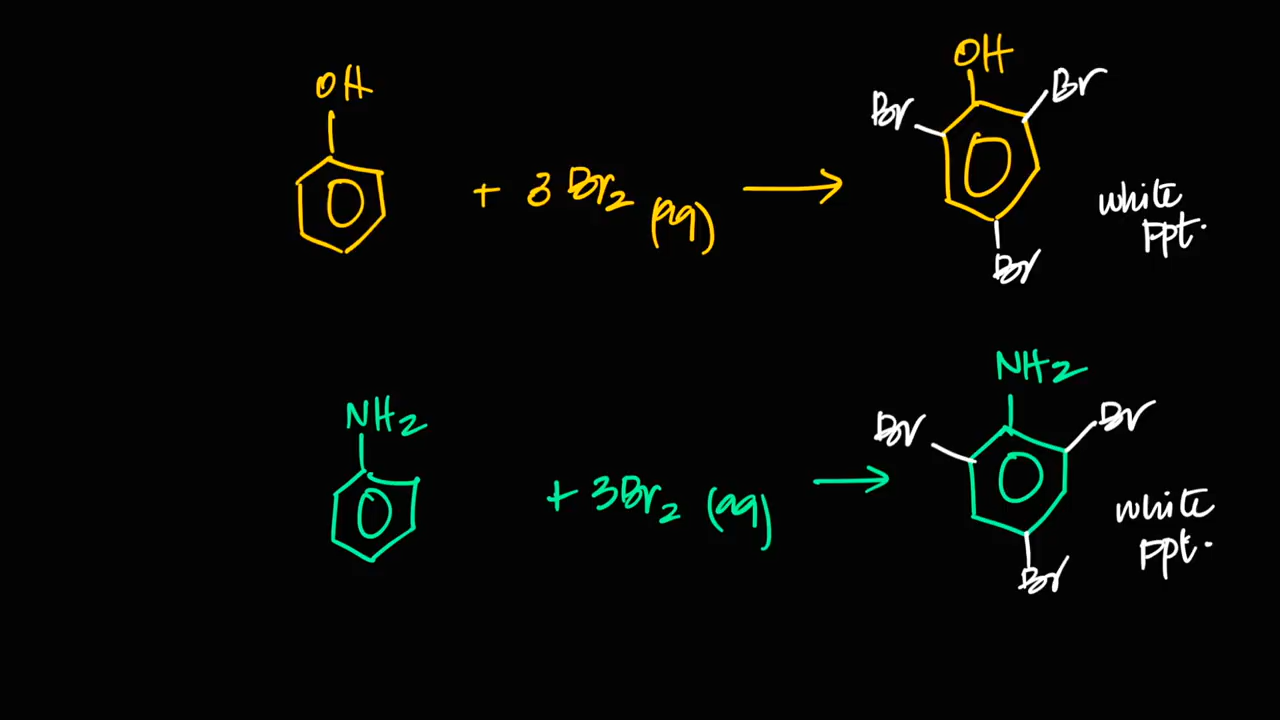 OH
+ 3 Br2 (aq)
OH
Br
Br
Br
white
ppt.
NH2
+ 3Br2 (aq)
NH2
Br
Br
Br
white
ppt.